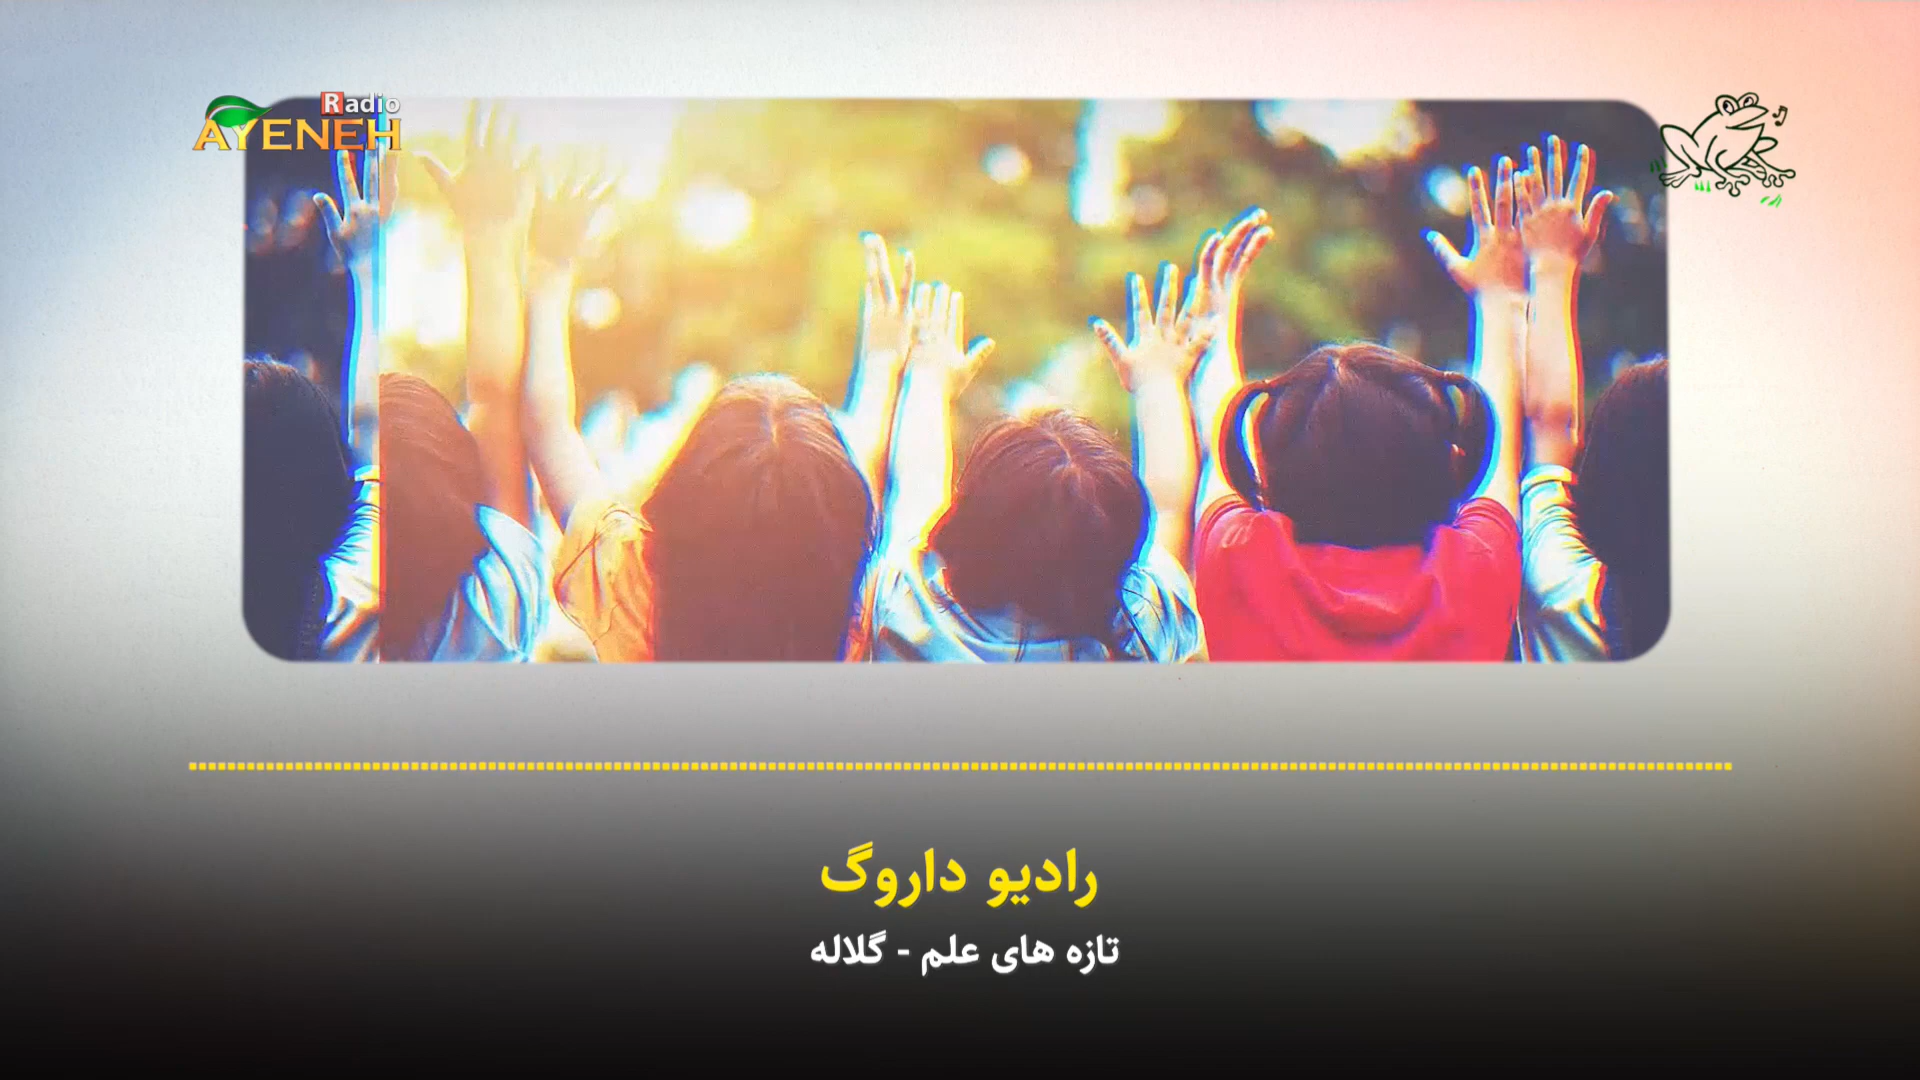 Radio
AYENEH
رادیو داروگ
تازه های علم - گلاله